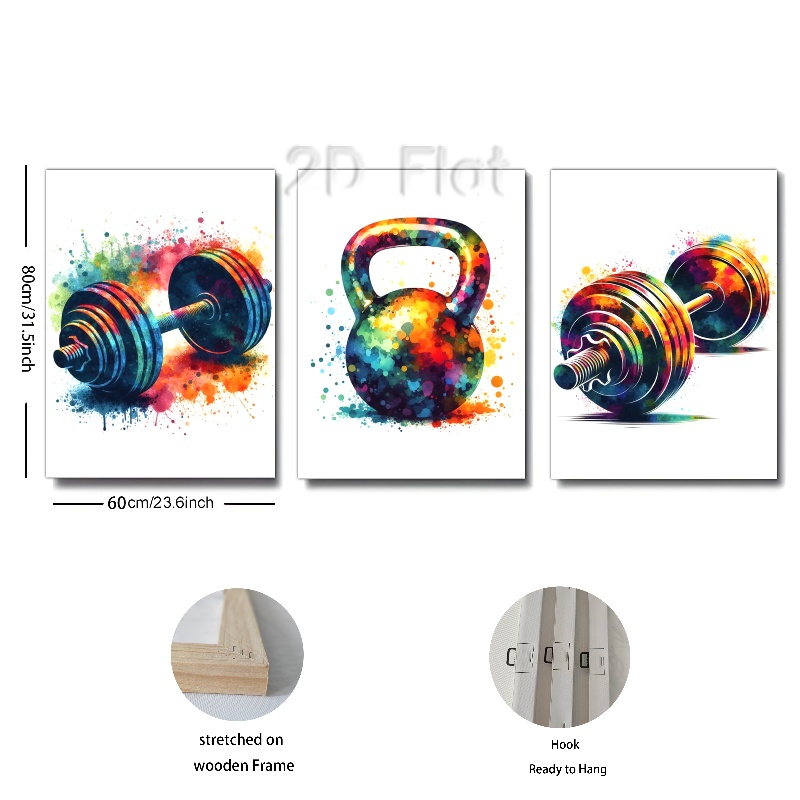 2D Flat
80cm/31.5inch
60cm/23.6inch
stretched on
wooden Frame
Hook
Ready to Hang